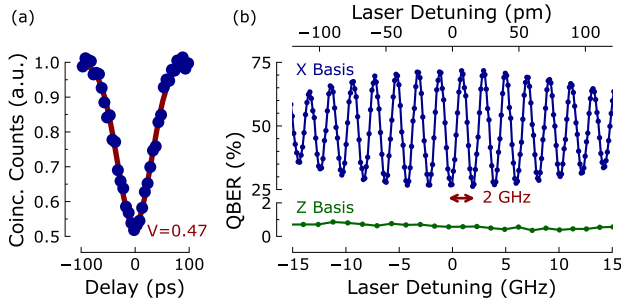 (a)
1.0
0.9
0.8
0.7
0.6
0.5
Coinc. Counts (a.u.)
V=0.47
−100 0 100
Delay (ps)
(b)
Laser Detuning (pm)
−100 −50 0 50 100
75
50
25
2
0
QBER (%)
X Basis
2 GHz
Z Basis
−15 −10 −5 0 5 10 15
Laser Detuning (GHz)